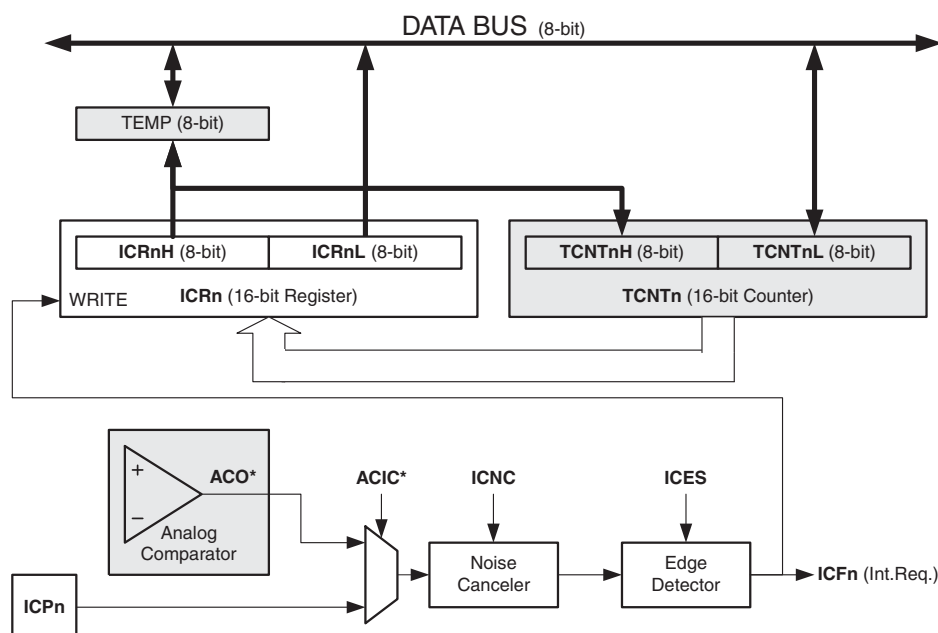 DATA BUS (8-bit)
TEMP (8-bit)
ICRnH (8-bit)
ICRnL (8-bit)
TCNTnH (8-bit)
TCNTnL (8-bit)
WRITE
ICRn (16-bit Register)
TCNTn (16-bit Counter)
+
−
ACO*
Analog
Comparator
ACIC*
ICNC
ICES
Noise
Canceler
Edge
Detector
ICFn (Int.Req.)
ICPn